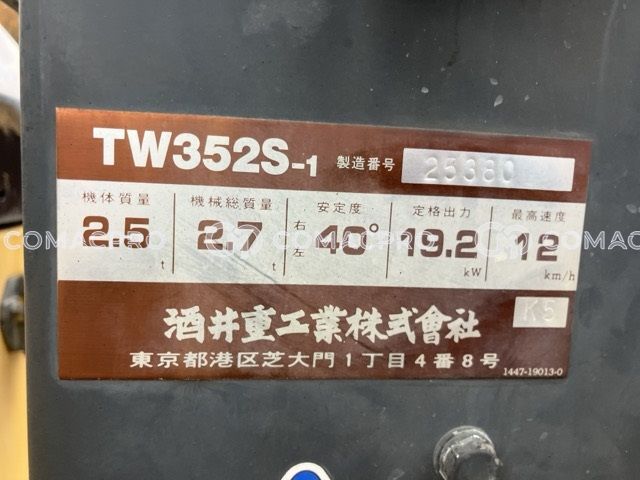 TW352S-1 製造番号 25380
機体質量 機械総質量 安定度 定格出力 最高速度
2.5 t 2.7 t 右左 40° 19.2 kW 12 km/h
酒井重工業株式會社 K5
東京都港区芝大門1丁目4番8号 1447-19013-0
COMACPRO COMACPRO COMACPRO